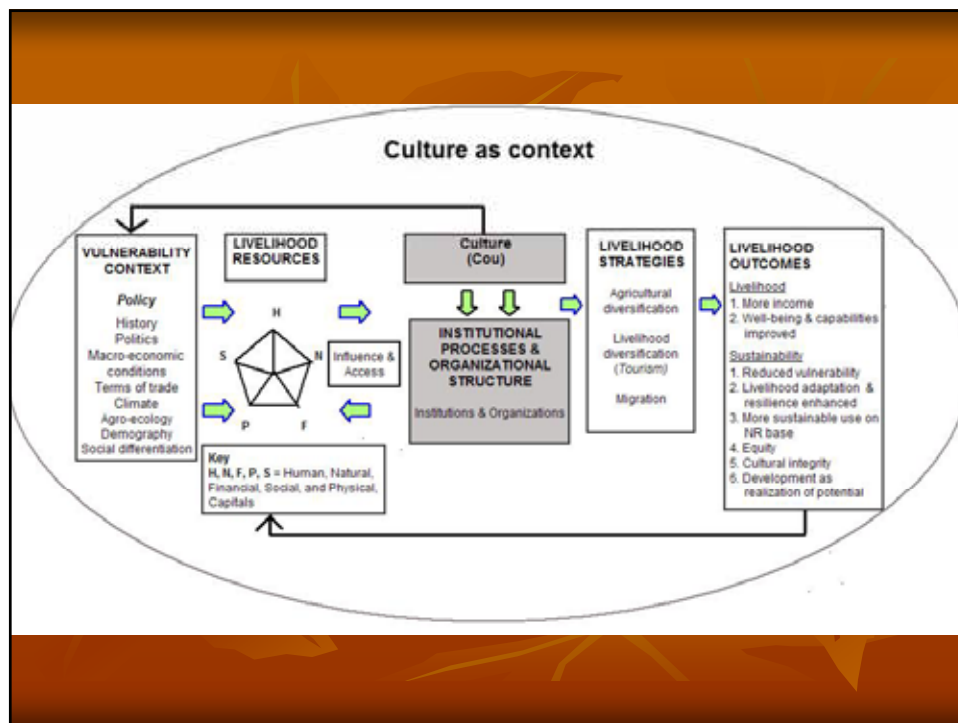 Culture as context
VULNERABILITY
CONTEXT
Policy
History
Politics
Macro-economic
conditions
Terms of trade
Climate
Agro-ecology
Demography
Social differentiation
LIVELIHOOD
RESOURCES
H
S
N
P
F
Influence &
Access
Key
H, N, F, P, S = Human, Natural,
Financial, Social, and Physical,
Capitals
Culture
(Cou)
INSTITUTIONAL
PROCESSES &
ORGANIZATIONAL
STRUCTURE
Institutions & Organizations
LIVELIHOOD
STRATEGIES
Agricultural
diversification
Livelihood
diversification
(Tourism)
Migration
LIVELIHOOD
OUTCOMES
Livelihood
1. More income
2. Well-being & capabilities
improved
Sustainability
1. Reduced vulnerability
2. Livelihood adaptation &
resilience enhanced
3. More sustainable use on
NR base
4. Equity
5. Cultural integrity
6. Development as
realization of potential